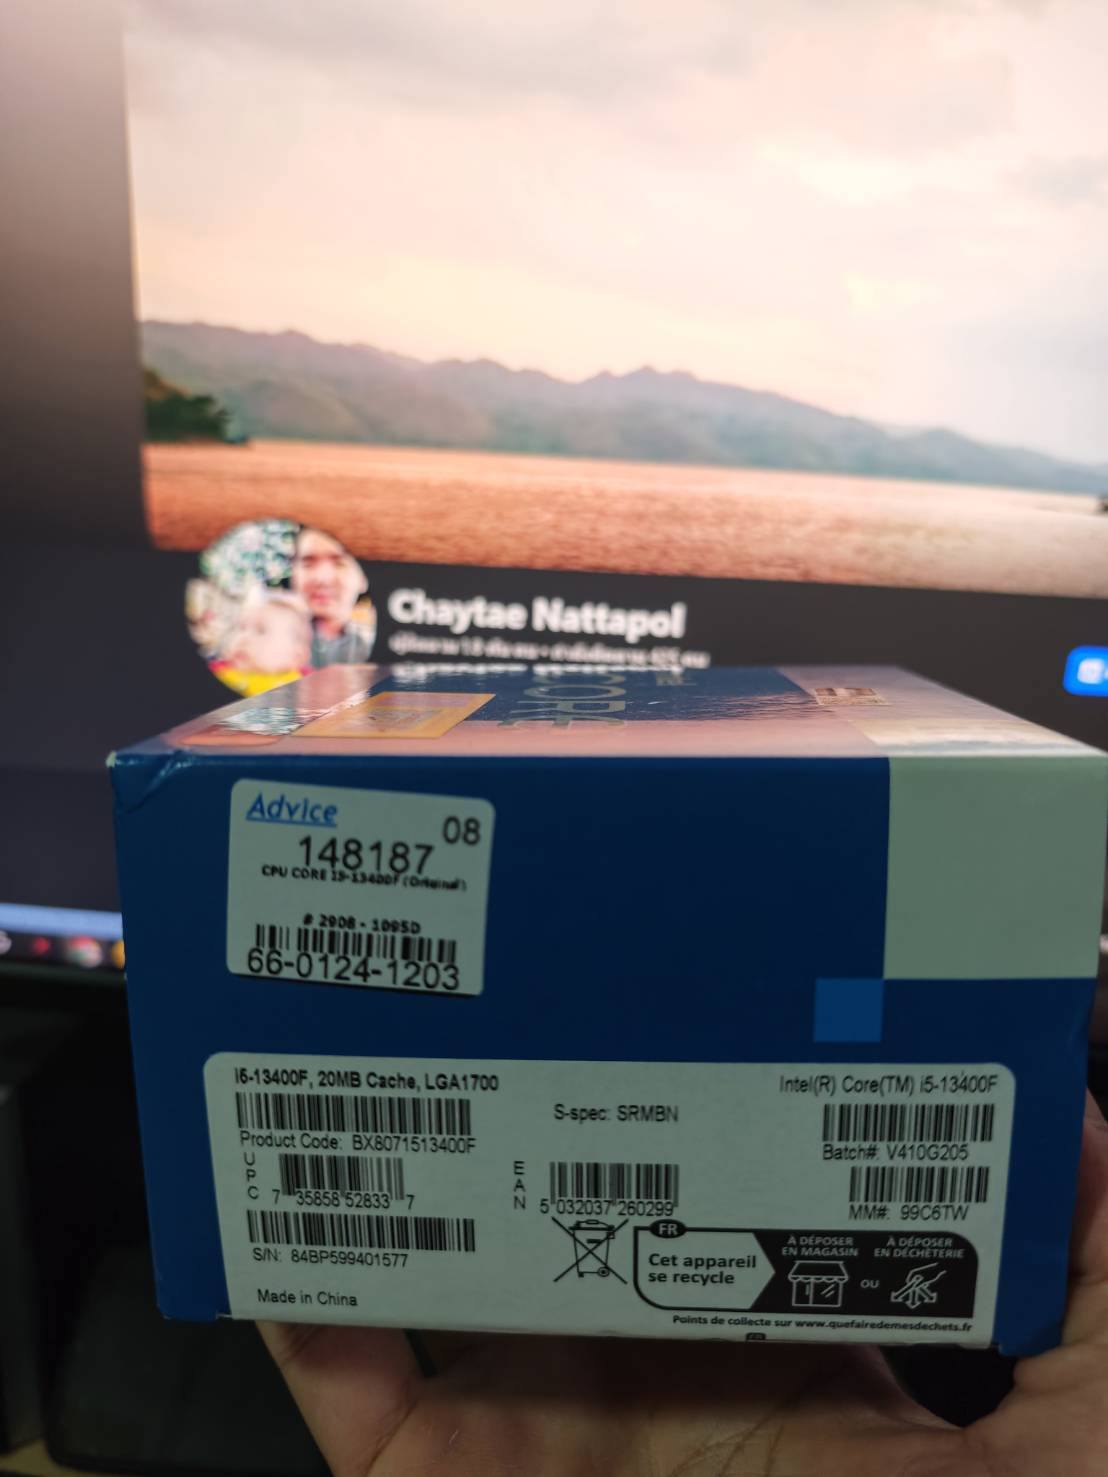 Chaytae Nattapol
CORE
Advice
08
148187
CPU CORE I5-13400F (Original)
# 2908 - 1095D
66-0124-1203
i5-13400F, 20MB Cache, LGA1700
Intel(R) Core(TM) i5-13400F
S-spec: SRMBN
Product Code: BX8071513400F
Batch#: V410G205
UPC
7 35858 52833 7
EAN
5 032037 260299
MM#: 99C6TW
S/N: 84BP599401577
Made in China
FR
Cet appareil
se recycle
À DÉPOSER
EN MAGASIN
OU
À DÉPOSER
EN DÉCHÈTERIE
Points de collecte sur www.quefairedemesdechets.fr